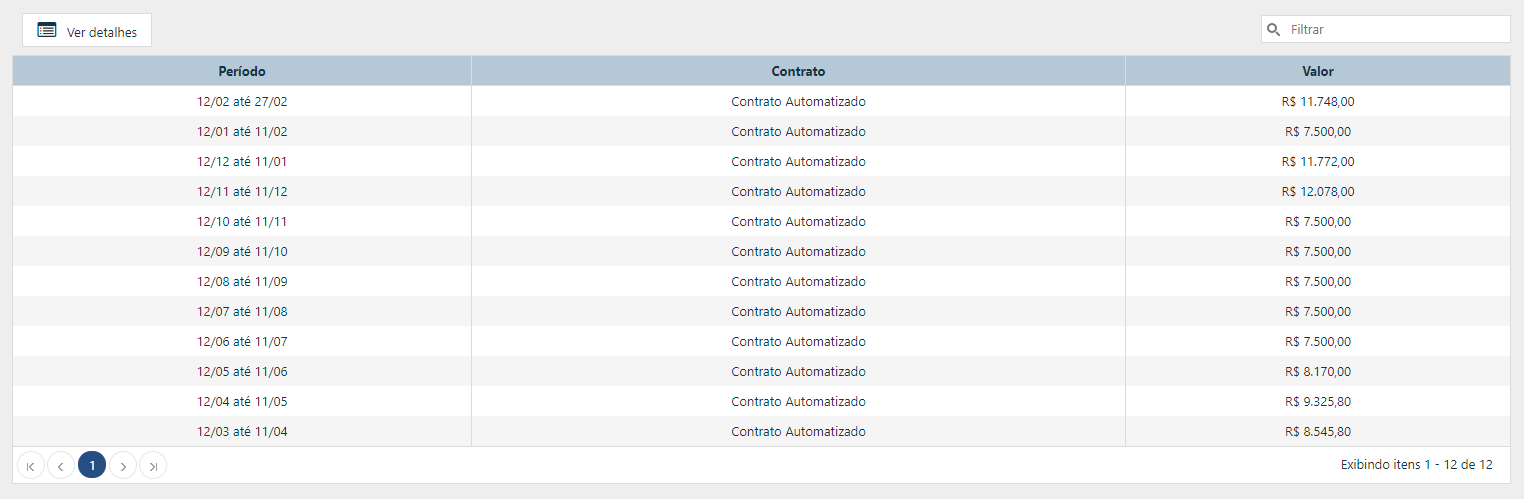 Ver detalhes
Filtrar
Período Contrato Valor
12/02 até 27/02 Contrato Automatizado R$ 11.748,00
12/01 até 11/02 Contrato Automatizado R$ 7.500,00
12/12 até 11/01 Contrato Automatizado R$ 11.772,00
12/11 até 11/12 Contrato Automatizado R$ 12.078,00
12/10 até 11/11 Contrato Automatizado R$ 7.500,00
12/09 até 11/10 Contrato Automatizado R$ 7.500,00
12/08 até 11/09 Contrato Automatizado R$ 7.500,00
12/07 até 11/08 Contrato Automatizado R$ 7.500,00
12/06 até 11/07 Contrato Automatizado R$ 7.500,00
12/05 até 11/06 Contrato Automatizado R$ 8.170,00
12/04 até 11/05 Contrato Automatizado R$ 9.325,80
12/03 até 11/04 Contrato Automatizado R$ 8.545,80
1
Exibindo itens 1 - 12 de 12